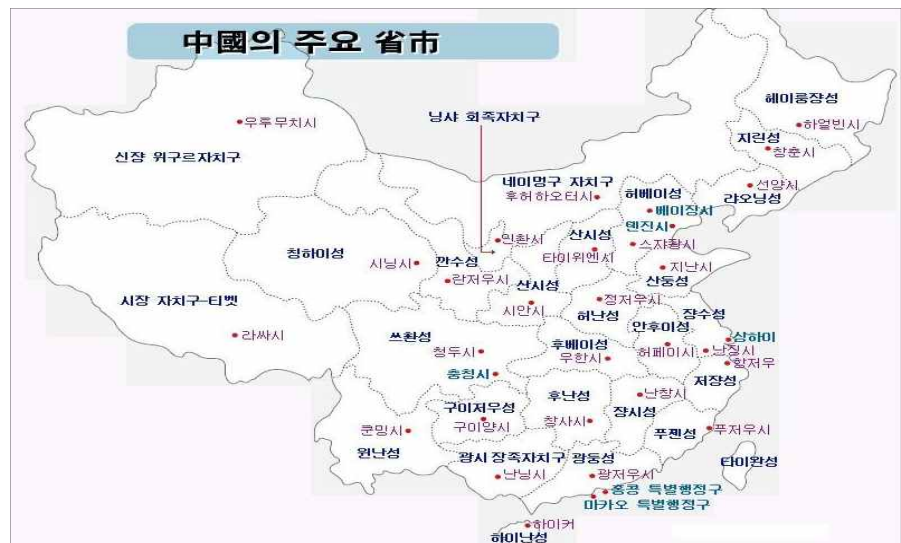 中國의 주요 省市
헤이룽쟝성
하얼빈시
닝샤 회족자치구
우루무치시
지린성
창춘시
신쟝 위구르자치구
네이멍구 자치구
후허하오터시
허베이성
선양시
랴오닝성
베이징시
텐진시
인촨시
산시성
스쟈좡시
칭하이성
시닝시
깐수성
타이위엔시
지난시
란저우시
산시성
산둥성
시장 자치구-티벳
시안시
정저우시
허난성
쟝수성
안후이성
라싸시
쓰촨성
후베이성
상하이
청두시
우한시
허페이시
난징시
항저우
충칭시
저쟝성
후난성
난창시
구이저우성
쟝시성
구이양시
창사시
쿤밍시
푸젠성
푸저우시
윈난성
광시 장족자치구
광둥성
타이완성
난닝시
광저우시
홍콩 특별행정구
마카오 특별행정구
하이커
하이난성